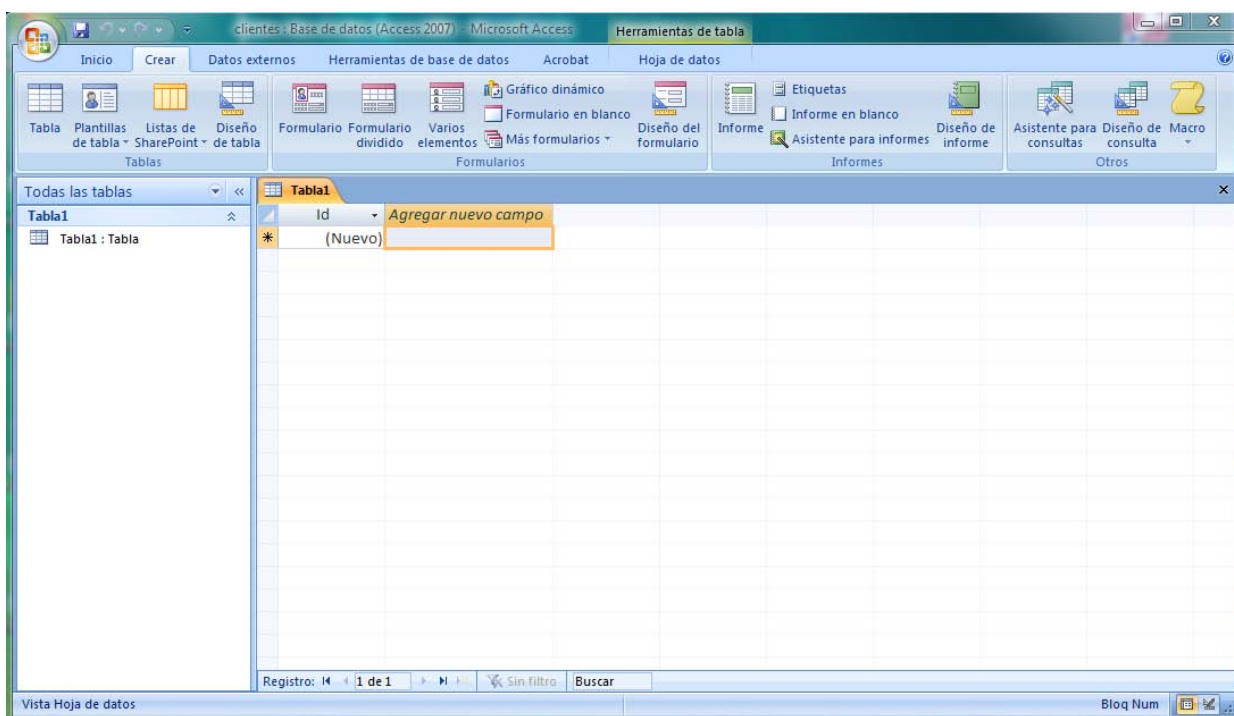 clientes : Base de datos (Access 2007) - Microsoft Access
Herramientas de tabla
Inicio Crear Datos externos Herramientas de base de datos Acrobat Hoja de datos
Tabla
Plantillas de tabla
Listas de SharePoint
Diseño de tabla
Tablas
Formulario
Formulario dividido
Varios elementos
Gráfico dinámico
Formulario en blanco
Más formularios
Diseño del formulario
Formularios
Informe
Etiquetas
Informe en blanco
Asistente para informes
Diseño de informe
Informes
Asistente para consultas
Diseño de consulta
Macro
Otros
Todas las tablas
Tabla1
Tabla1 : Tabla
Tabla1
Id Agregar nuevo campo
(Nuevo)
Registro: 1 de 1 Sin filtro Buscar
Vista Hoja de datos Bloq Num